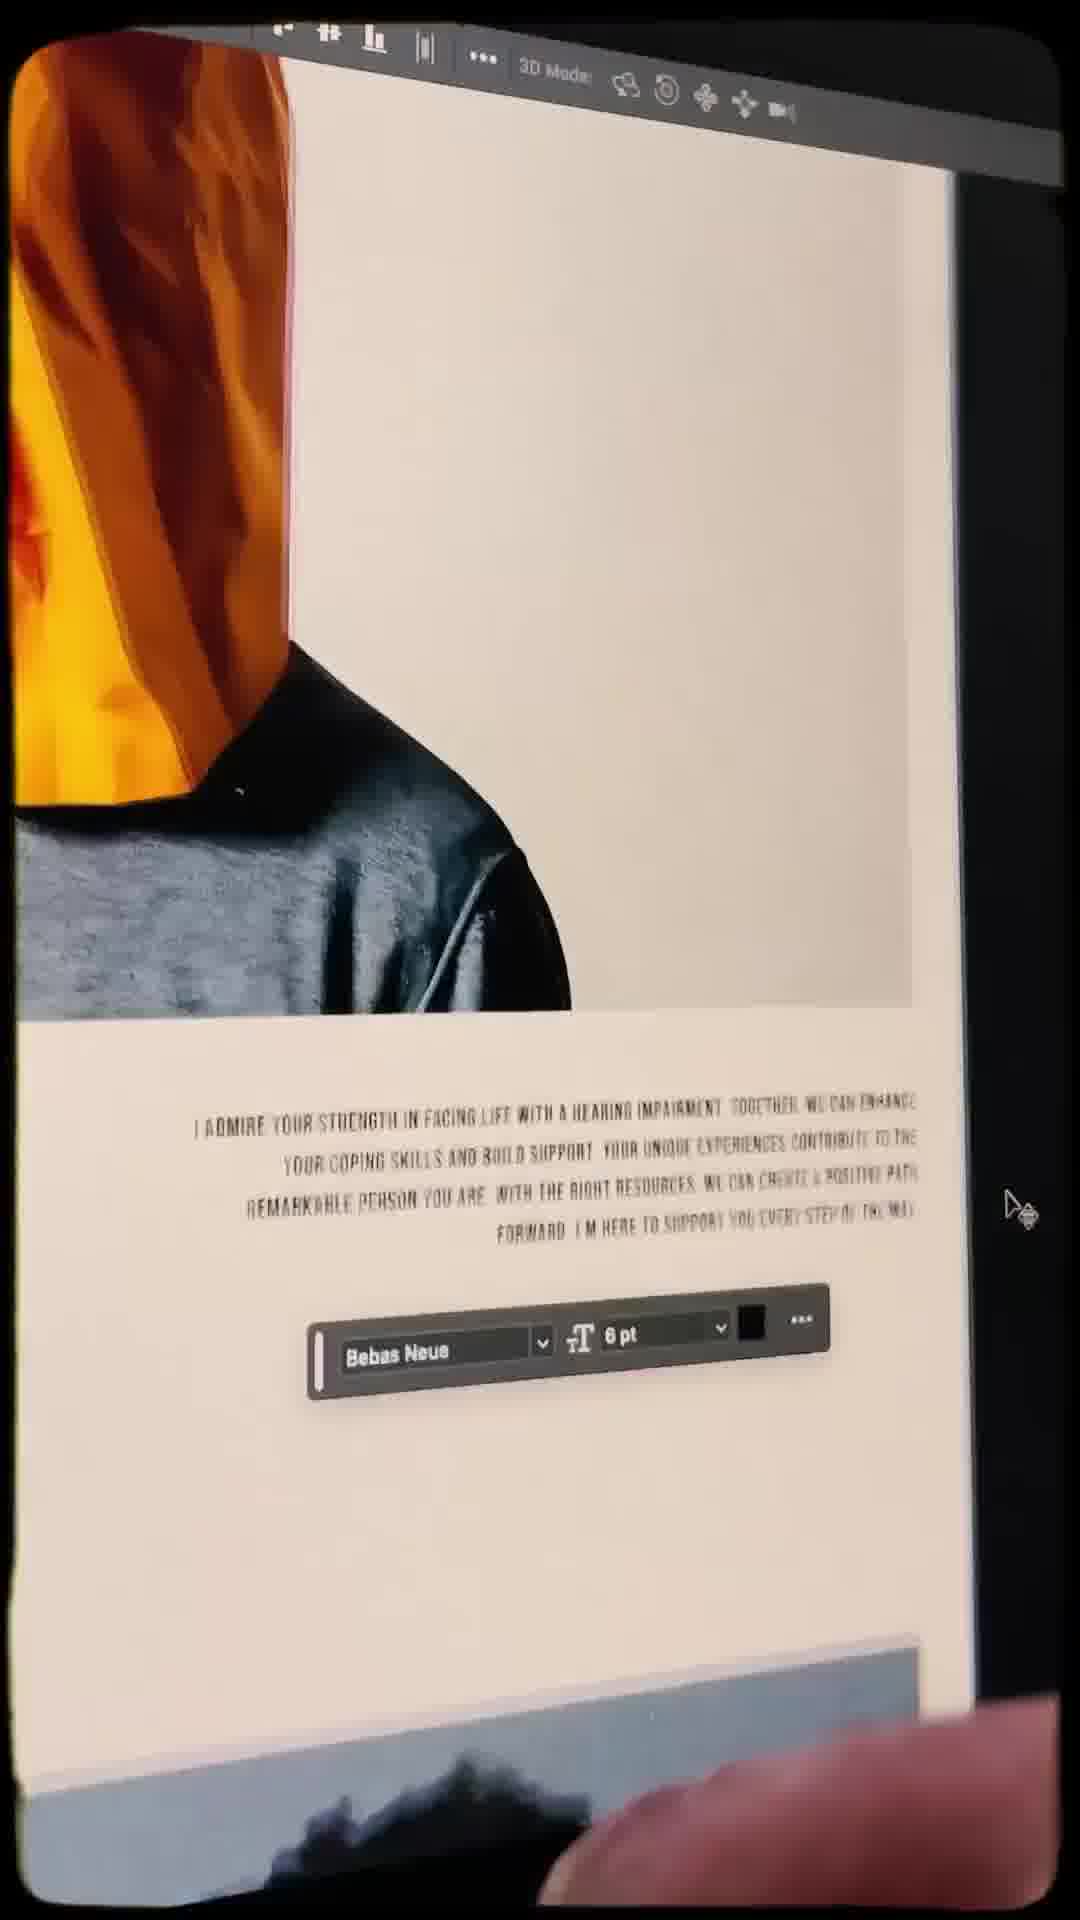 3D Mode:
I ADMIRE YOUR STRENGTH IN FACING LIFE WITH A HEARING IMPAIRMENT. TOGETHER, WE CAN ENHANCE
YOUR COPING SKILLS AND BUILD SUPPORT. YOUR UNIQUE EXPERIENCES CONTRIBUTE TO THE
REMARKABLE PERSON YOU ARE. WITH THE RIGHT RESOURCES, WE CAN CREATE A POSITIVE PATH
FORWARD. I'M HERE TO SUPPORT YOU EVERY STEP OF THE WAY.
Bebas Neue
6 pt